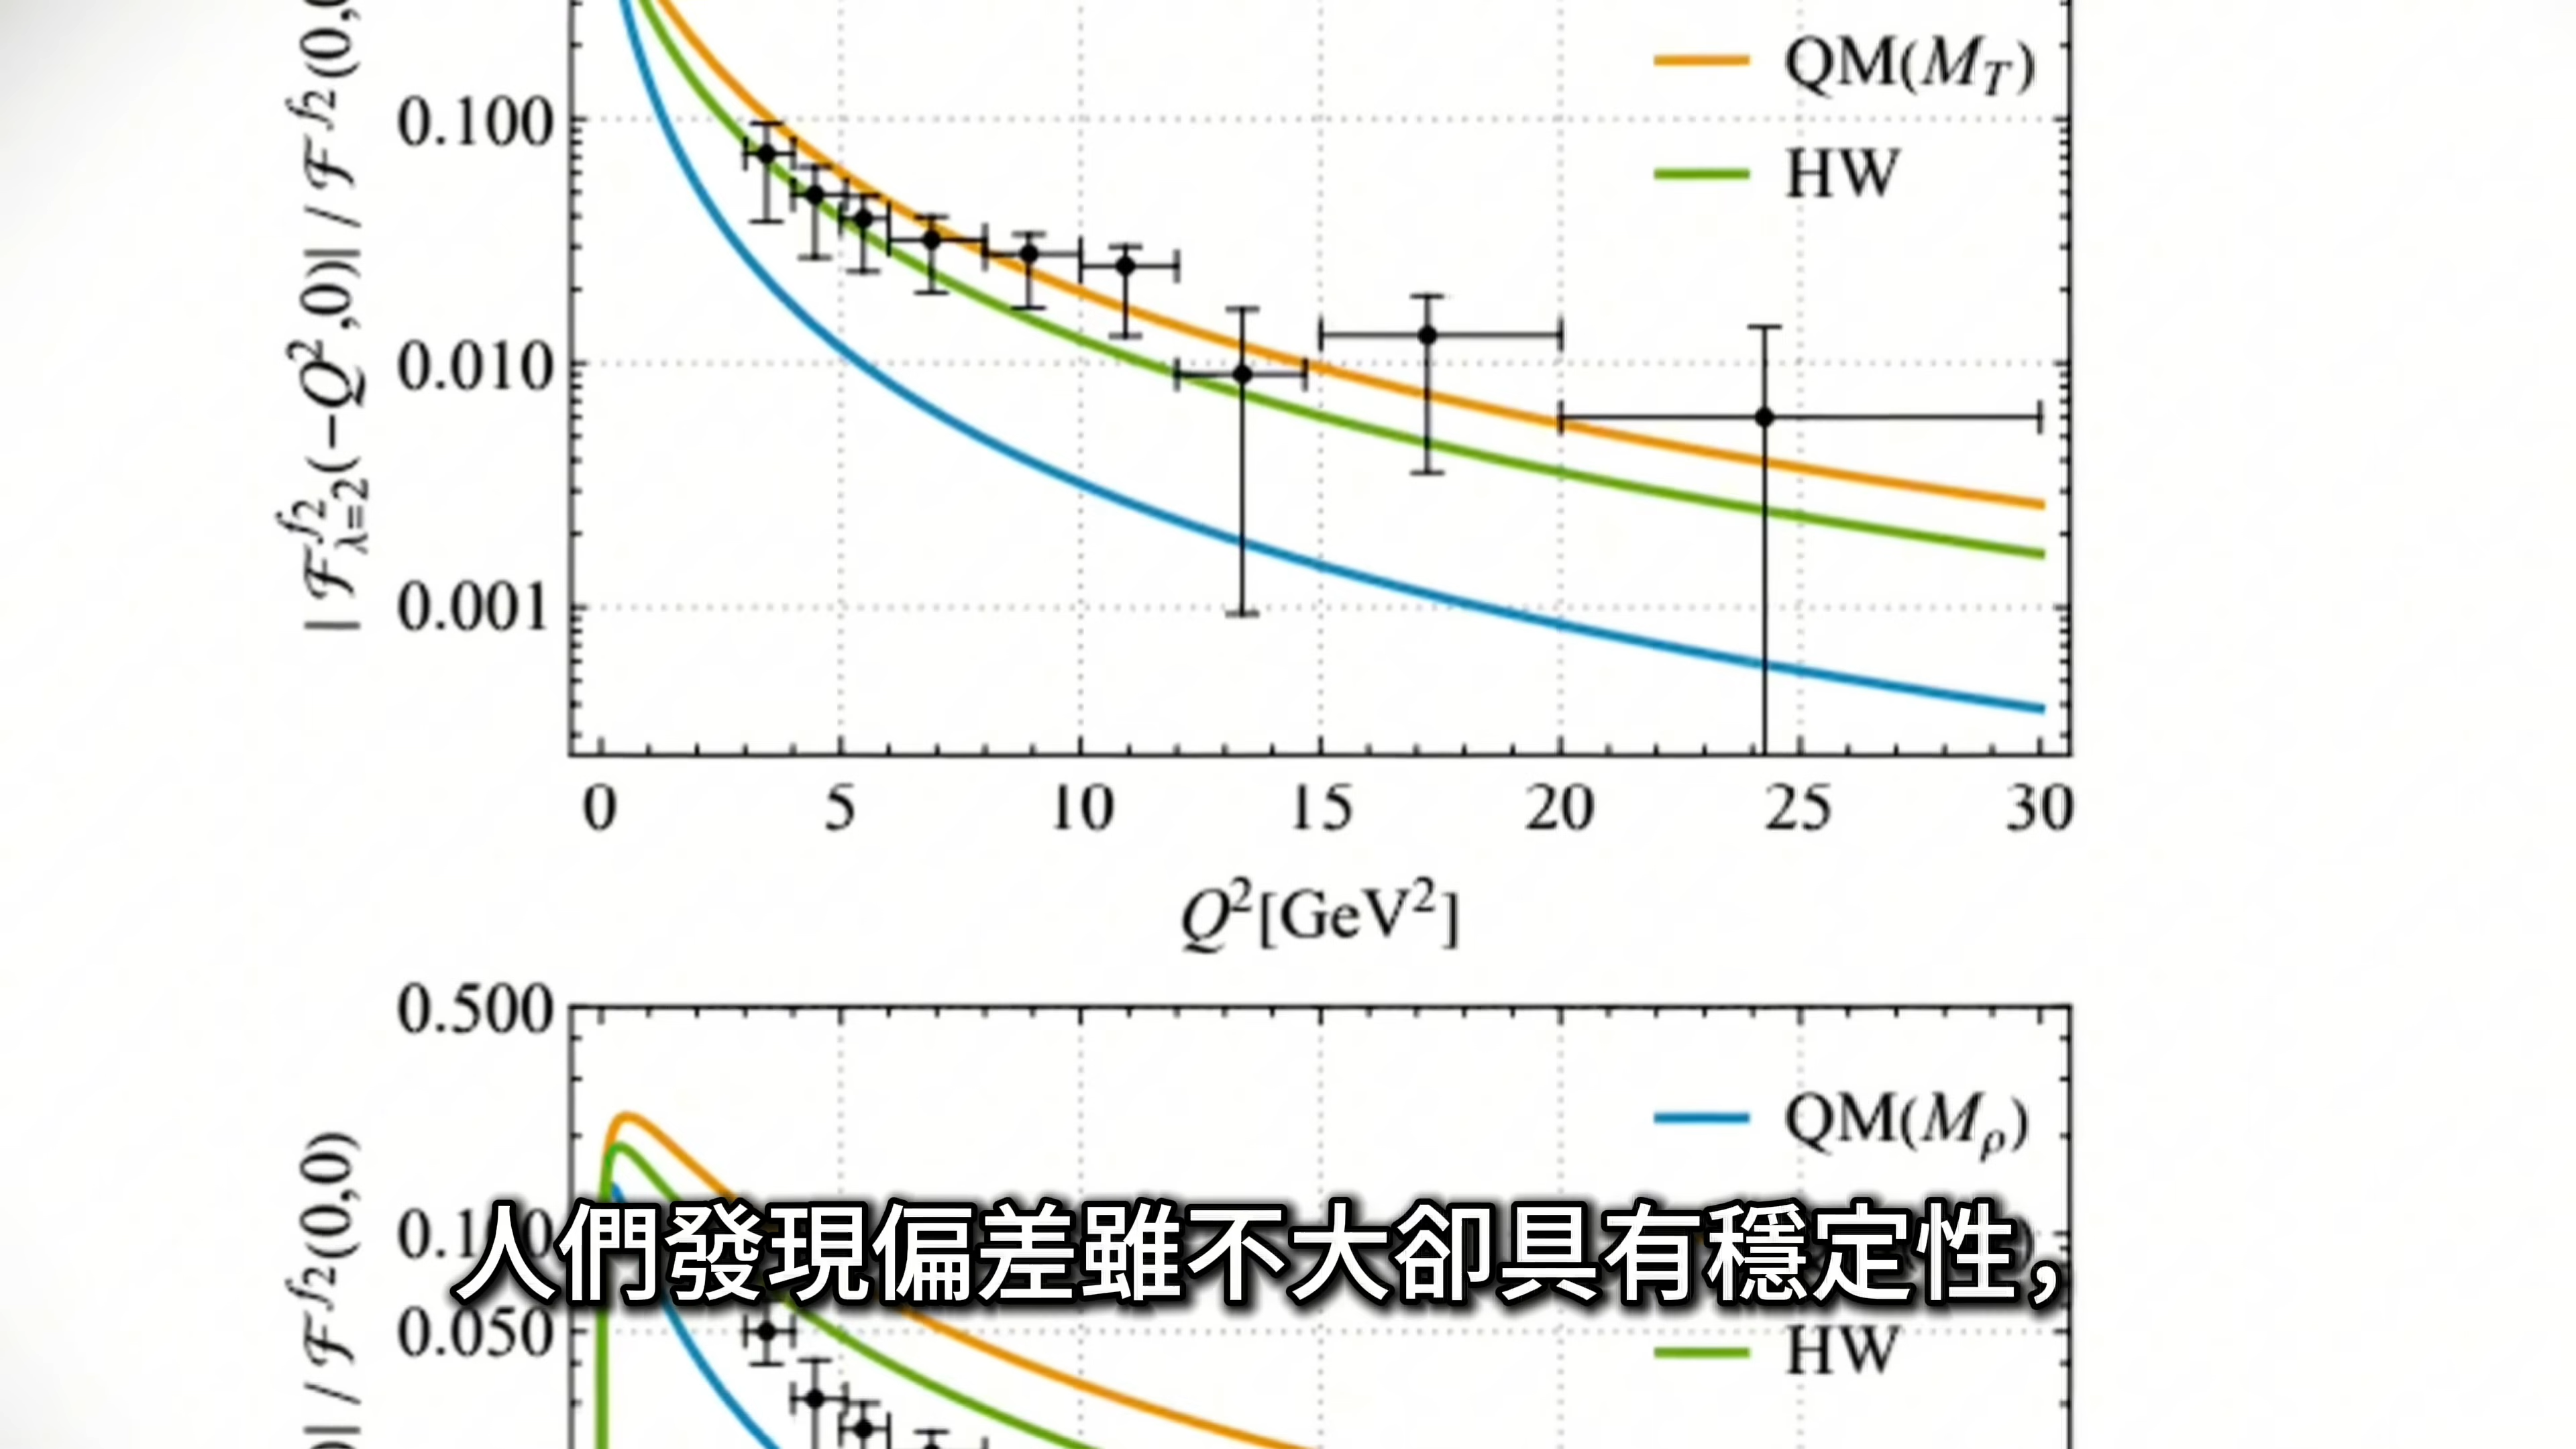 QM(M_T)
HW
|ℱ^{f_2}_{λ=2}(−Q²,0)| / ℱ^{f_2}(0,
0.100
0.010
0.001
0 5 10 15 20 25 30
Q²[GeV²]
0.500
0.050
| / ℱ^{f_2}(0,0)
QM(M_ρ)
HW
人們發現偏差雖不大卻具有穩定性，